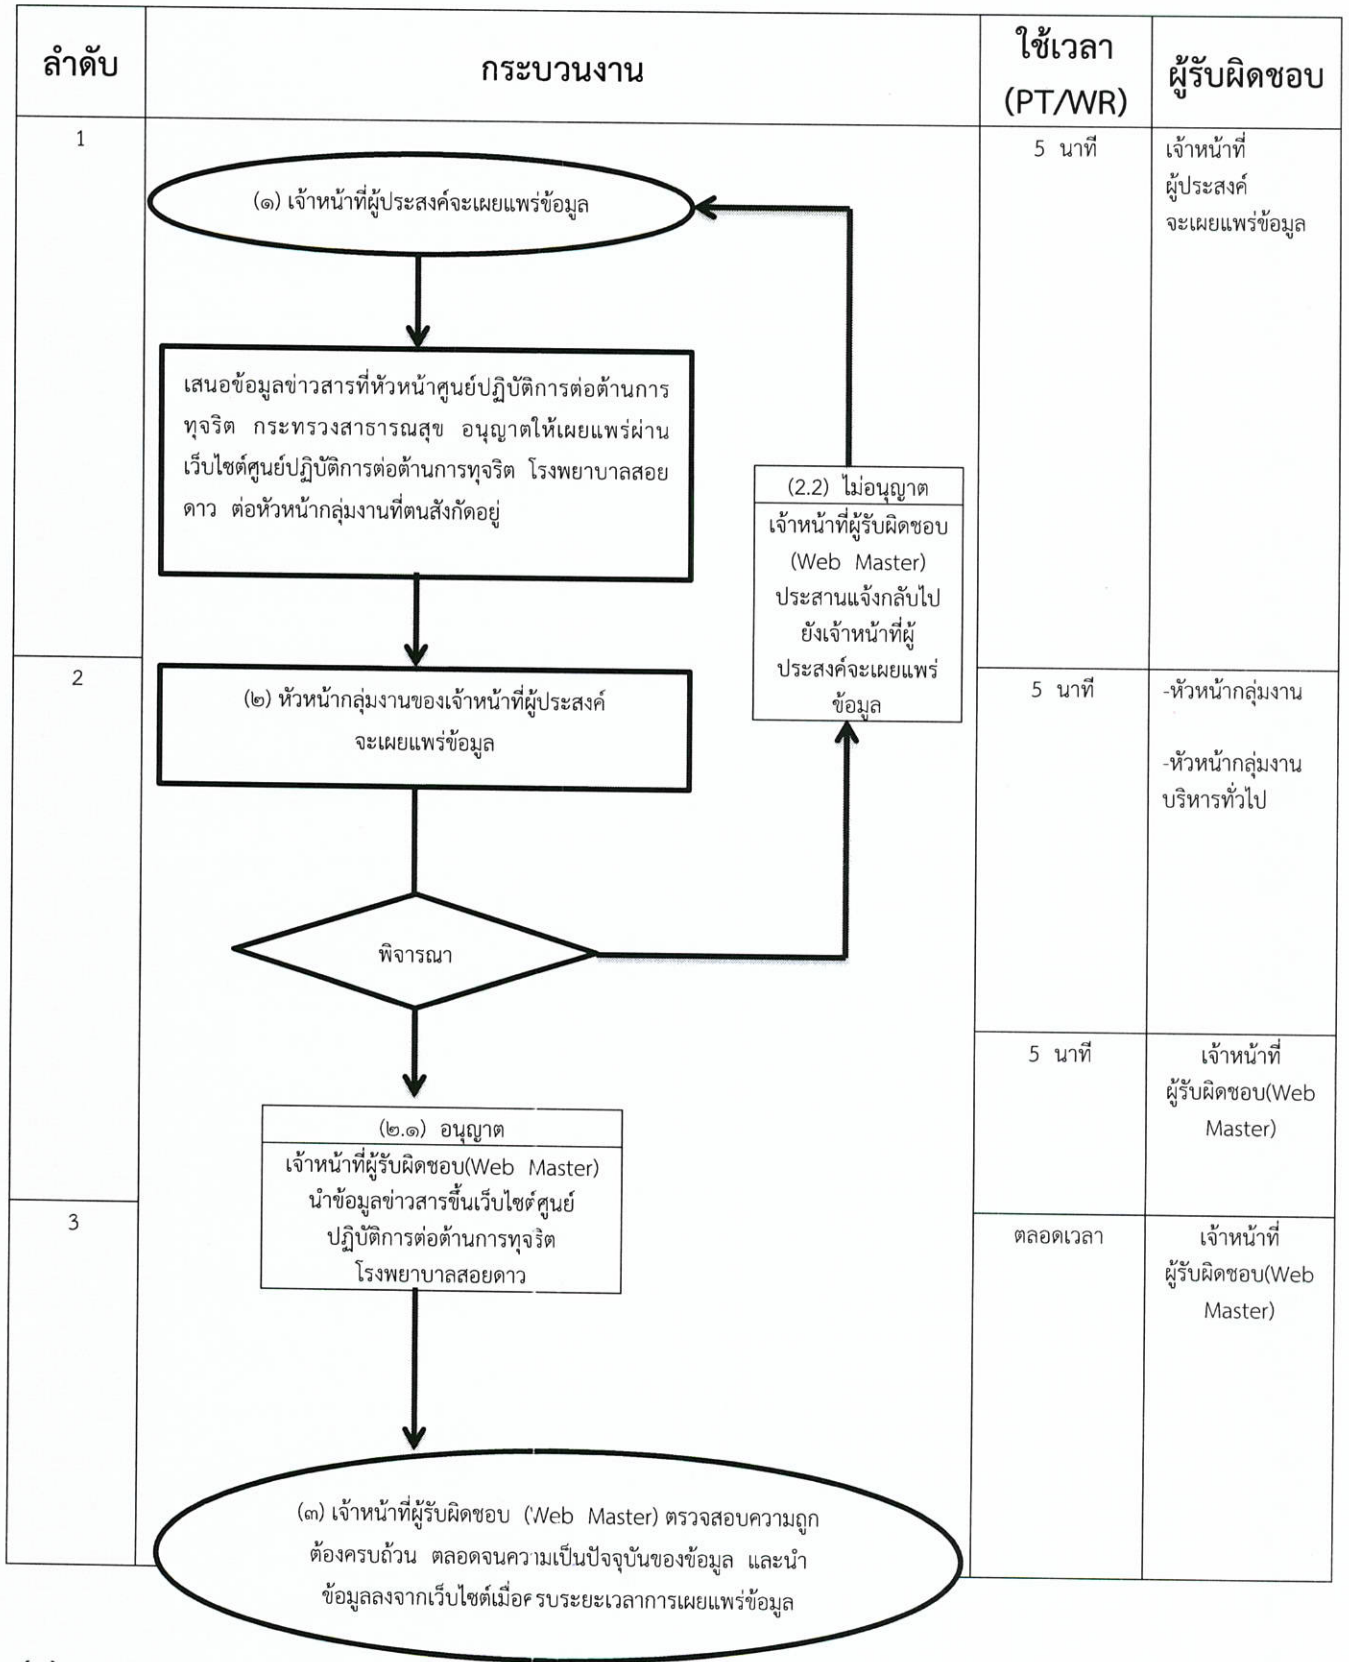 ลำดับ
กระบวนงาน
ใช้เวลา
(PT/WR)
ผู้รับผิดชอบ
1
(๑) เจ้าหน้าที่ผู้ประสงค์จะเผยแพร่ข้อมูล
5 นาที
เจ้าหน้าที่
ผู้ประสงค์
จะเผยแพร่ข้อมูล
เสนอข้อมูลข่าวสารที่หัวหน้าศูนย์ปฏิบัติการต่อต้านการ
ทุจริต กระทรวงสาธารณสุข อนุญาตให้เผยแพร่ผ่าน
เว็บไซต์ศูนย์ปฏิบัติการต่อต้านการทุจริต โรงพยาบาลสอย
ดาว ต่อหัวหน้ากลุ่มงานที่ตนสังกัดอยู่
(2.2) ไม่อนุญาต
เจ้าหน้าที่ผู้รับผิดชอบ
(Web Master)
ประสานแจ้งกลับไป
ยังเจ้าหน้าที่ผู้
ประสงค์จะเผยแพร่
ข้อมูล
2
(๒) หัวหน้ากลุ่มงานของเจ้าหน้าที่ผู้ประสงค์
จะเผยแพร่ข้อมูล
5 นาที
-หัวหน้ากลุ่มงาน
-หัวหน้ากลุ่มงาน
บริหารทั่วไป
พิจารณา
5 นาที
เจ้าหน้าที่
ผู้รับผิดชอบ(Web
Master)
(๒.๑) อนุญาต
เจ้าหน้าที่ผู้รับผิดชอบ(Web Master)
นำข้อมูลข่าวสารขึ้นเว็บไซต์ศูนย์
ปฏิบัติการต่อต้านการทุจริต
โรงพยาบาลสอยดาว
3
ตลอดเวลา
เจ้าหน้าที่
ผู้รับผิดชอบ(Web
Master)
(๓) เจ้าหน้าที่ผู้รับผิดชอบ (Web Master) ตรวจสอบความถูก
ต้องครบถ้วน ตลอดจนความเป็นปัจจุบันของข้อมูล และนำ
ข้อมูลลงจากเว็บไซต์เมื่อครบระยะเวลาการเผยแพร่ข้อมูล